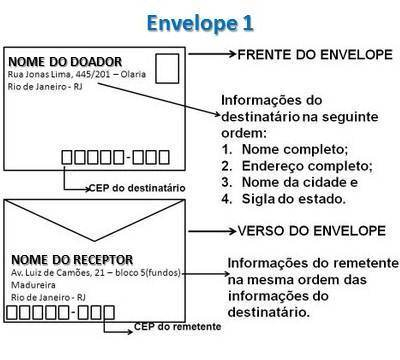 Envelope 1
NOME DO DOADOR
Rua Jonas Lima, 445/201 – Olaria
Rio de Janeiro - RJ
CEP do destinatário
FRENTE DO ENVELOPE
Informações do
destinatário na seguinte
ordem:
1. Nome completo;
2. Endereço completo;
3. Nome da cidade e
4. Sigla do estado.
NOME DO RECEPTOR
Av. Luiz de Camões, 21 – bloco 5(fundos)
Madureira
Rio de Janeiro - RJ
CEP do remetente
VERSO DO ENVELOPE
Informações do remetente
na mesma ordem das
informações do
destinatário.